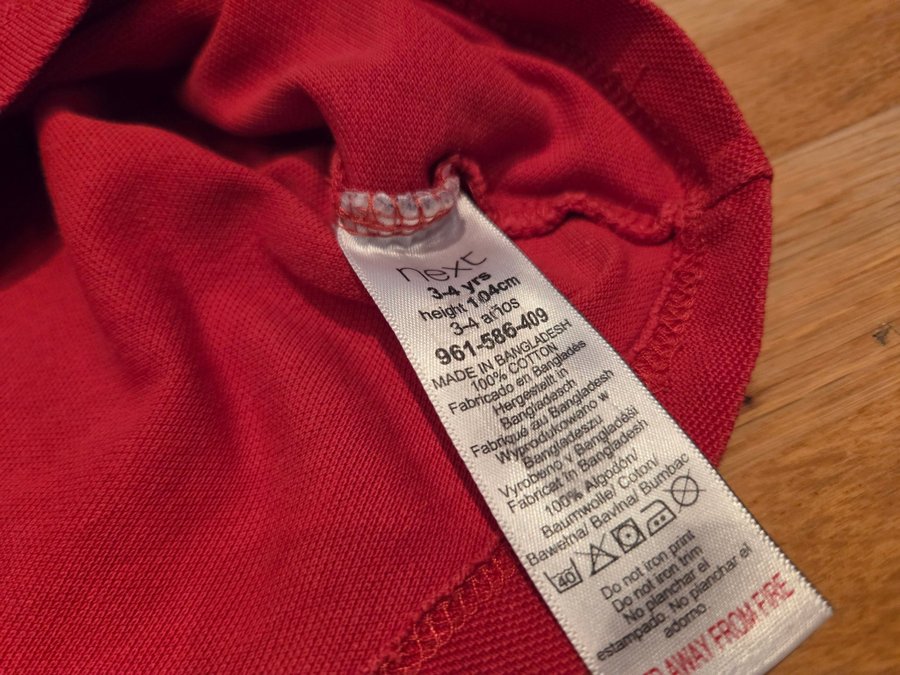 next
3-4 yrs
height 104cm
3-4 años
961-586-409
MADE IN BANGLADESH
100% COTTON
Fabricado en Bangladés
Hergestellt in
Bangladesch
Fabriqué au Bangladesh
Wyprodukowano w
Bangladeszu
Vyrobeno v Bangladéši
Fabricat in Bangladesh
100% Algodón/
Baumwolle/ Coton/
Bawełna/ Bavlna/ Bumbac
40
Do not iron print
Do not iron trim
No planchar el
estampado. No planchar el
adorno
AWAY FROM FIRE